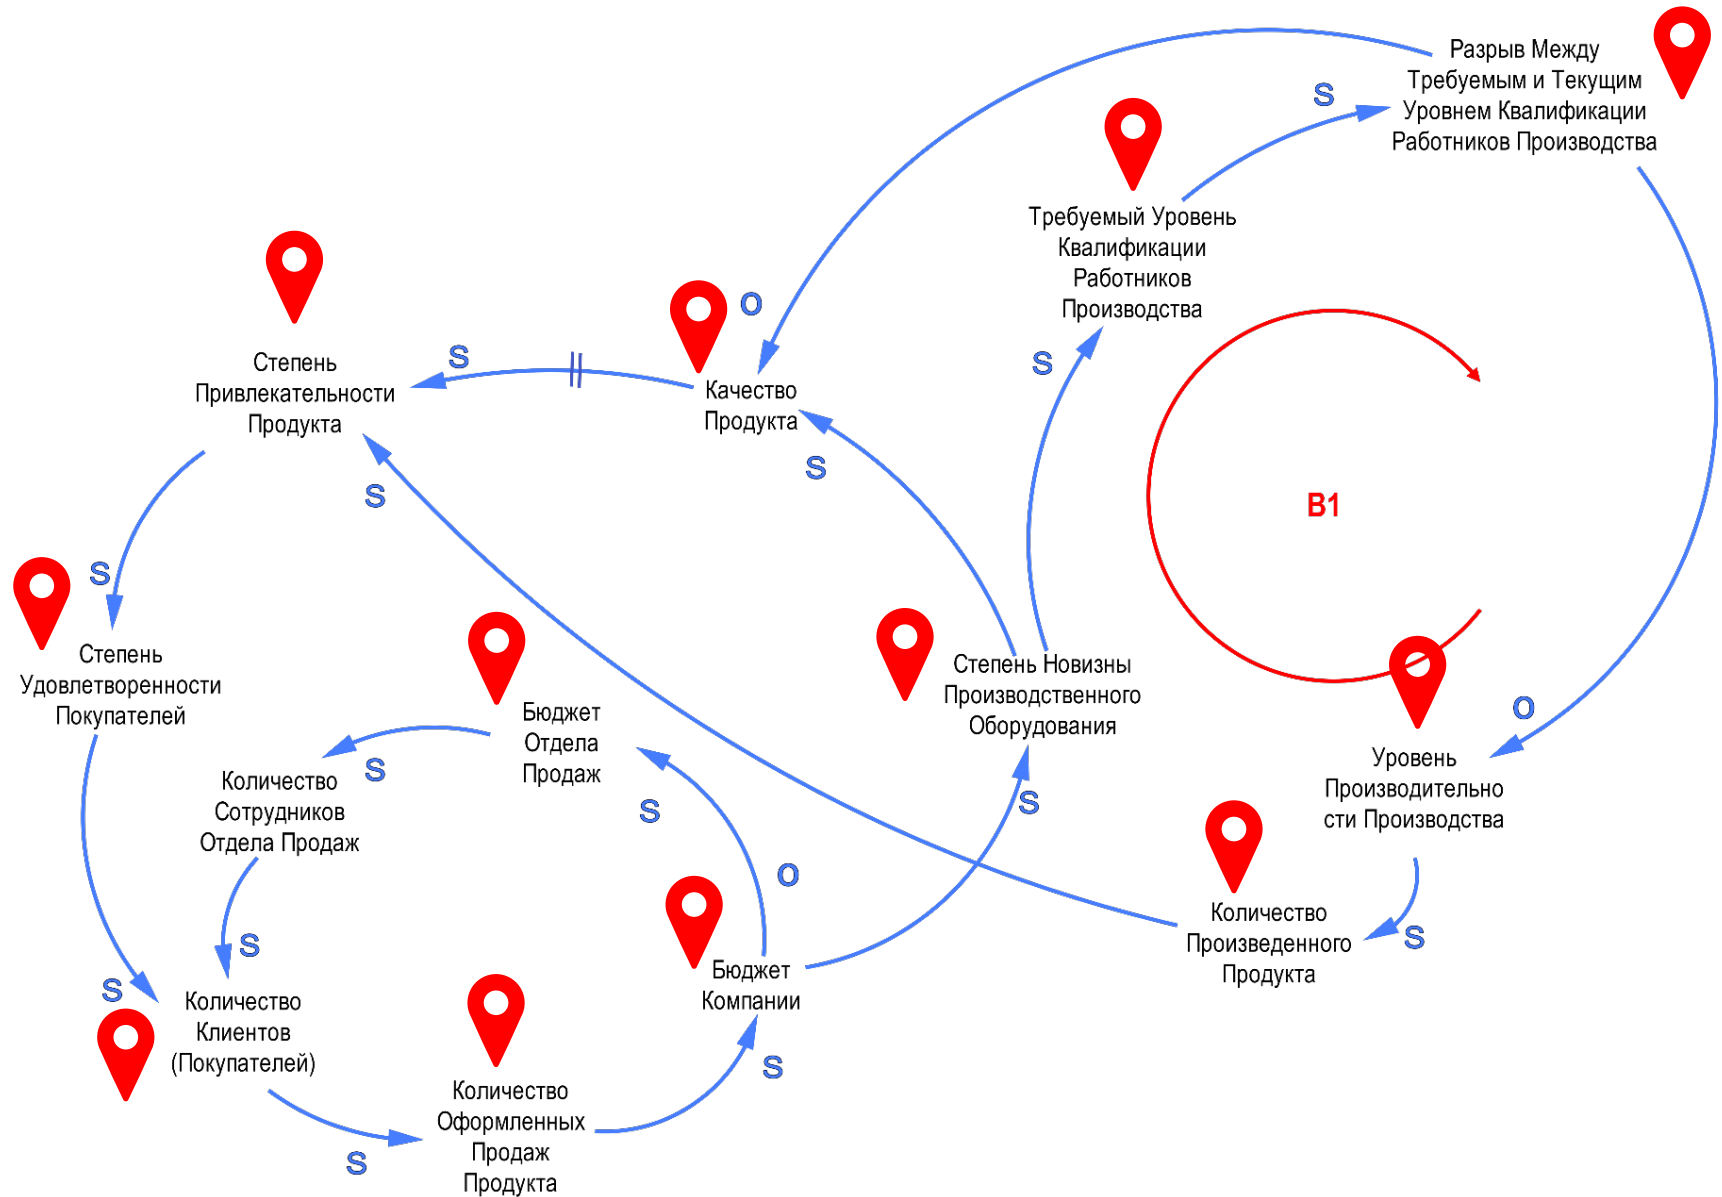 Разрыв Между
Требуемым и Текущим
Уровнем Квалификации
Работников Производства
S
Требуемый Уровень
Квалификации
Работников
Производства
O
S
S
Степень
Привлекательности
Продукта
Качество
Продукта
S
S
B1
S
Степень
Удовлетворенности
Покупателей
Степень Новизны
Производственного
Оборудования
Бюджет
Отдела
Продаж
O
Уровень
Производительно
сти Производства
S
Количество
Сотрудников
Отдела Продаж
S
S
O
Количество
Произведенного
Продукта
S
S
Бюджет
Компании
S
Количество
Клиентов
(Покупателей)
S
Количество
Оформленных
Продаж
Продукта
S